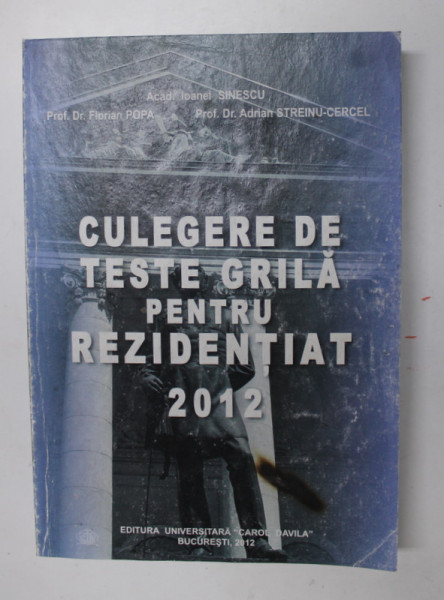 Acad. Ioanel SINESCU
Prof. Dr. Florian POPA Prof. Dr. Adrian STREINU-CERCEL
CULEGERE DE
TESTE GRILĂ
PENTRU
REZIDENȚIAT
2012
EDITURA UNIVERSITARĂ "CAROL DAVILA"
BUCUREȘTI, 2012